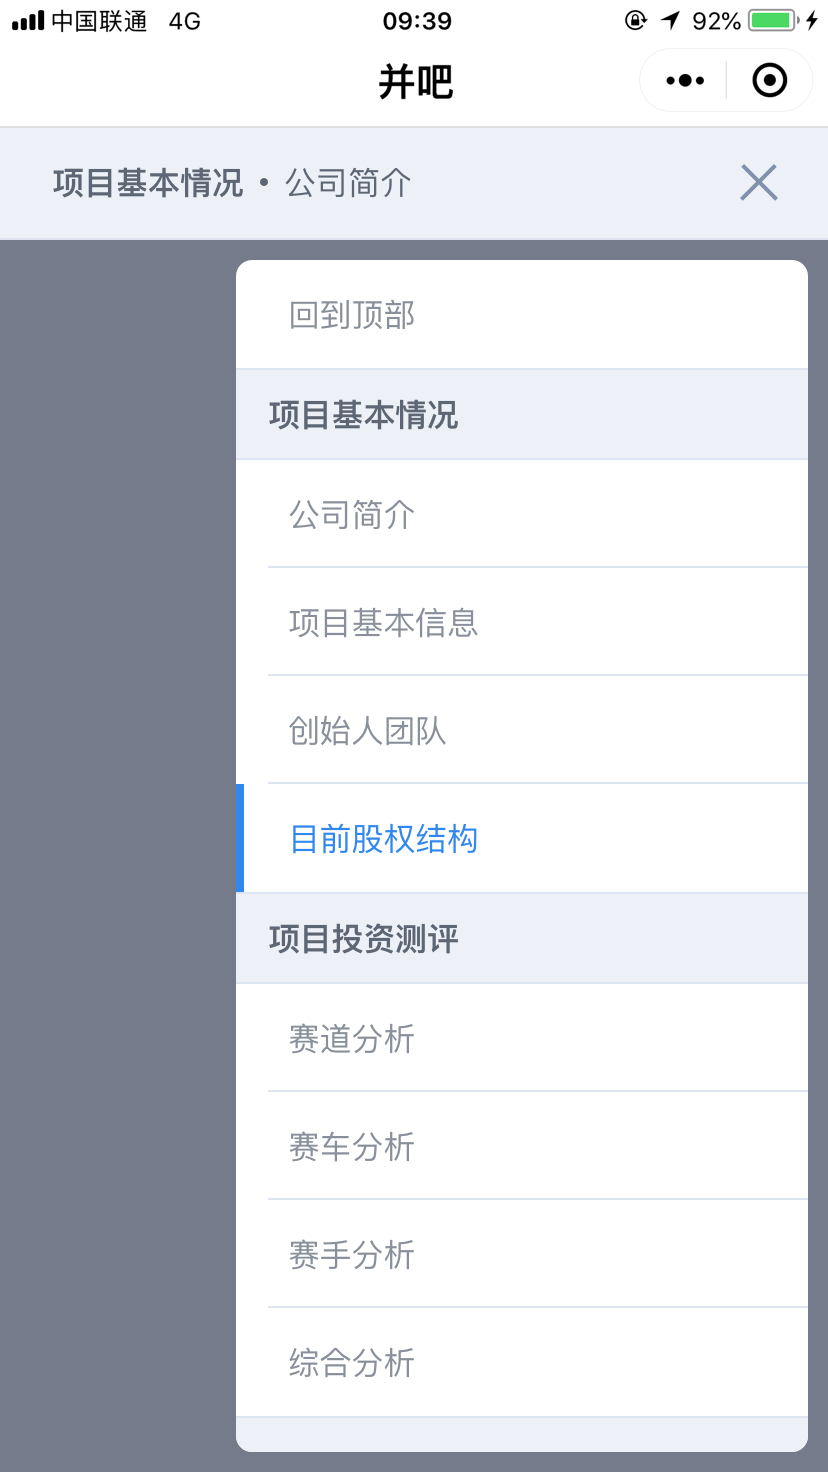 中国联通 4G 09:39 92%
并吧
项目基本情况·公司简介
回到顶部
项目基本情况
公司简介
项目基本信息
创始人团队
目前股权结构
项目投资测评
赛道分析
赛车分析
赛手分析
综合分析